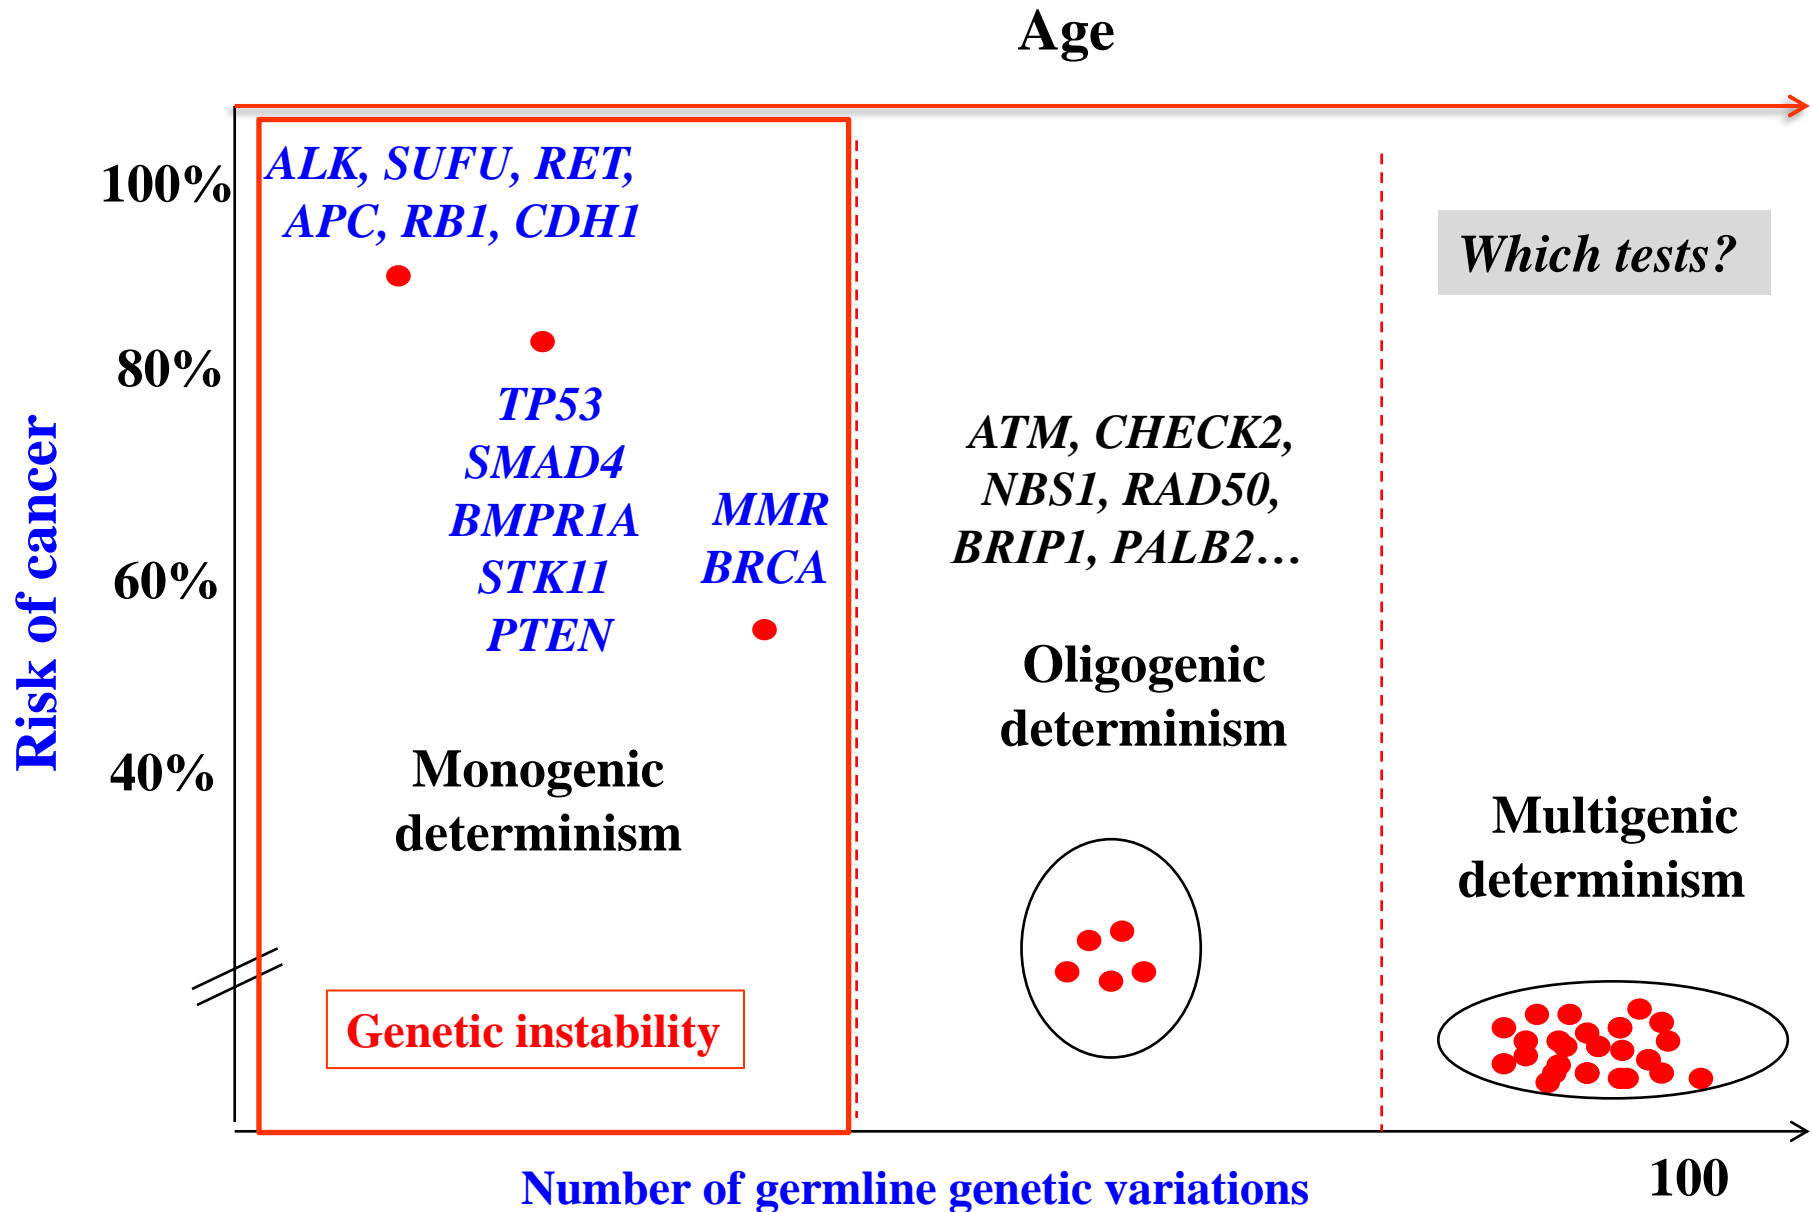 Age
100%
80%
60%
40%
Risk of cancer
ALK, SUFU, RET,
APC, RB1, CDH1
TP53
SMAD4
BMPR1A
STK11
PTEN
MMR
BRCA
Monogenic
determinism
Genetic instability
ATM, CHECK2,
NBS1, RAD50,
BRIP1, PALB2…
Oligogenic
determinism
Which tests?
Multigenic
determinism
Number of germline genetic variations
100